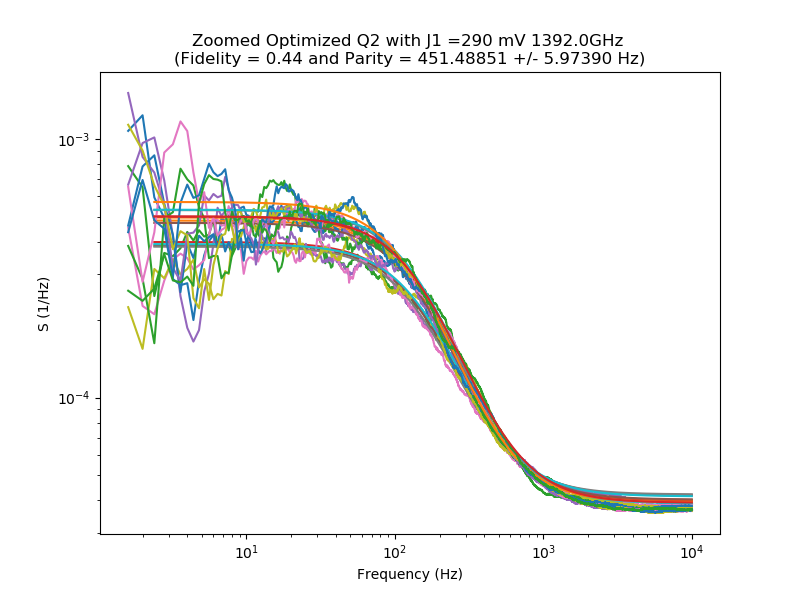 Zoomed Optimized Q2 with J1 =290 mV 1392.0GHz
(Fidelity = 0.44 and Parity = 451.48851 +/- 5.97390 Hz)
10⁻³
S (1/Hz)
10⁻⁴
10¹ 10² 10³ 10⁴
Frequency (Hz)